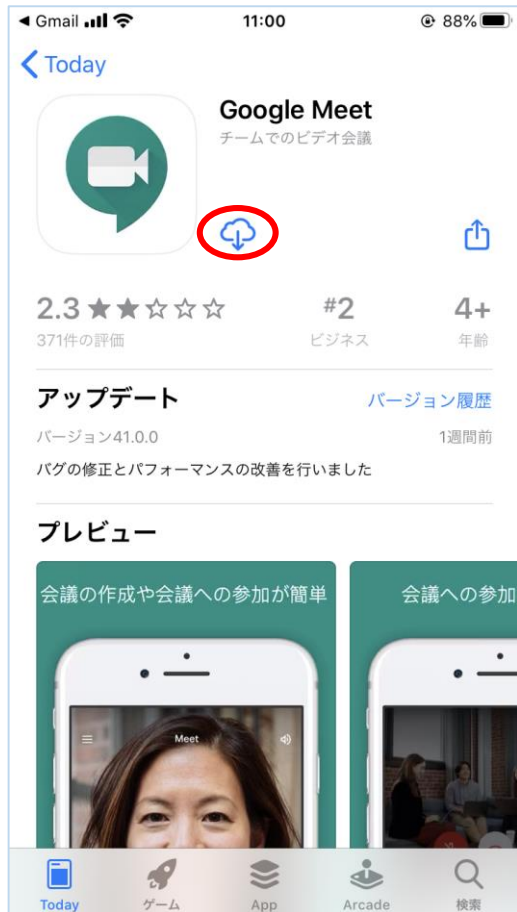 ◀ Gmail 11:00 88%
Today
Google Meet
チームでのビデオ会議
2.3 ★★☆☆☆ #2 4+
371件の評価 ビジネス 年齢
アップデート バージョン履歴
バージョン41.0.0 1週間前
バグの修正とパフォーマンスの改善を行いました
プレビュー
会議の作成や会議への参加が簡単 会議への参加
Meet
Today ゲーム App Arcade 検索